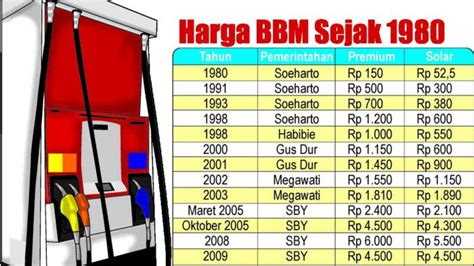 Harga BBM Sejak 1980
Tahun Pemerintahan Premium Solar
1980 Soeharto Rp 150 Rp 52,5
1991 Soeharto Rp 500 Rp 300
1993 Soeharto Rp 700 Rp 380
1998 Soeharto Rp 1.200 Rp 600
1998 Habibie Rp 1.000 Rp 550
2000 Gus Dur Rp 1.150 Rp 600
2001 Gus Dur Rp 1.450 Rp 900
2002 Megawati Rp 1.550 Rp 1.150
2003 Megawati Rp 1.810 Rp 1.890
Maret 2005 SBY Rp 2.400 Rp 2.100
Oktober 2005 SBY Rp 4.500 Rp 4.300
2008 SBY Rp 6.000 Rp 5.500
2009 SBY Rp 4.500 Rp 4.500